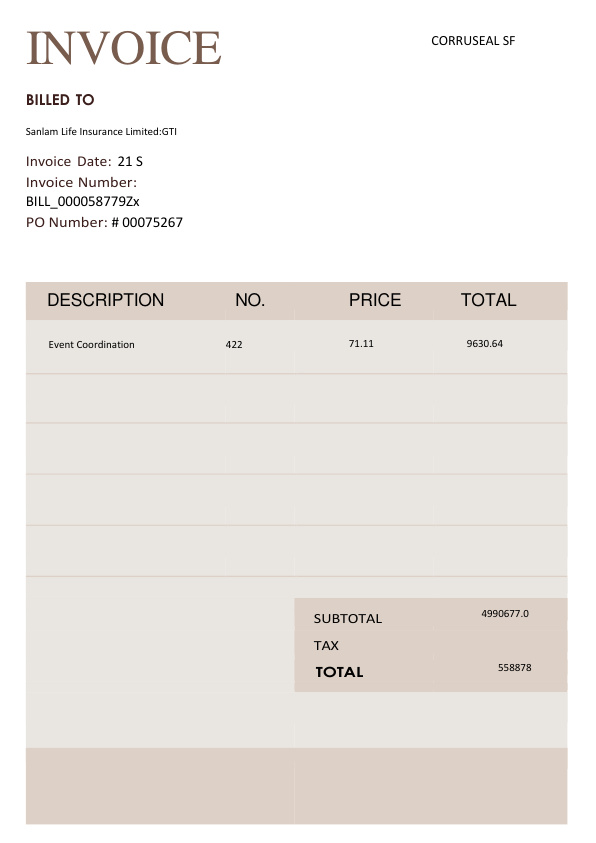 INVOICE
CORRUSEAL SF
BILLED TO
Sanlam Life Insurance Limited:GTI
Invoice Date: 21 S
Invoice Number:
BILL_000058779Zx
PO Number: # 00075267
DESCRIPTION NO. PRICE TOTAL
Event Coordination 422 71.11 9630.64
SUBTOTAL 4990677.0
TAX
TOTAL 558878